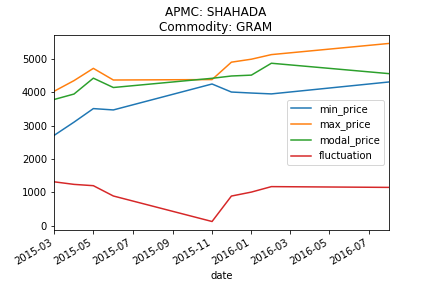 APMC: SHAHADA
Commodity: GRAM
5000
4000
3000
2000
1000
0
min_price
max_price
modal_price
fluctuation
2015-03
2015-05
2015-07
2015-09
2015-11
2016-01
2016-03
2016-05
2016-07
date